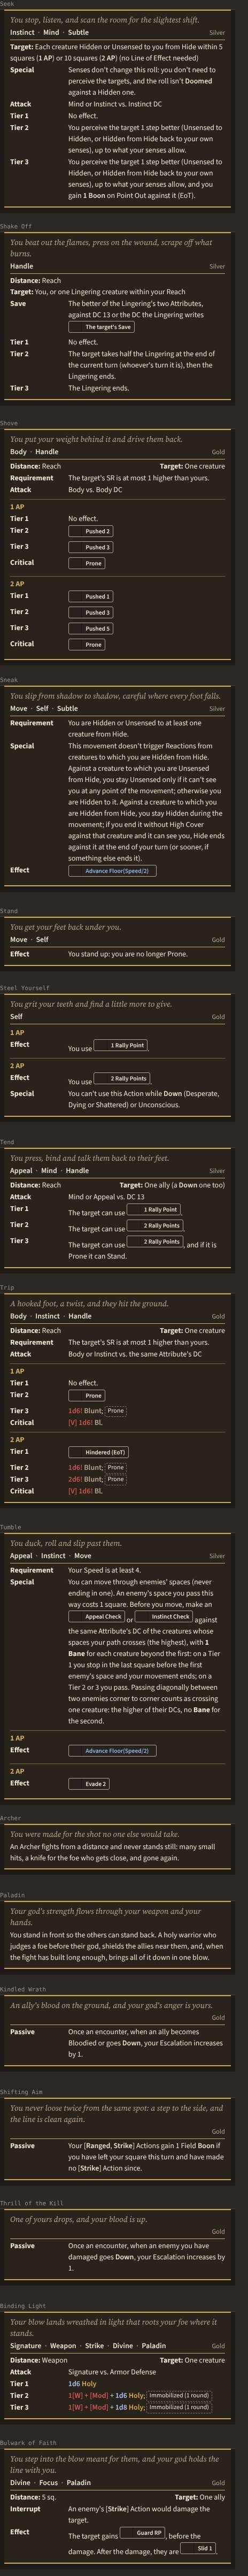 Seek
You stop, listen, and scan the room for the slightest shift.
Instinct · Mind · Subtle Silver
Target: Each creature Hidden or Unsensed to you from Hide within 5
squares (1 AP) or 10 squares (2 AP) (no Line of Effect needed)
Special Senses don't change this roll: you don't need to
perceive the targets, and the roll isn't Doomed
against a Hidden one.
Attack Mind or Instinct vs. Instinct DC
Tier 1 No effect.
Tier 2 You perceive the target 1 step better (Unsensed to
Hidden, or Hidden from Hide back to your own
senses), up to what your senses allow.
Tier 3 You perceive the target 1 step better (Unsensed to
Hidden, or Hidden from Hide back to your own
senses), up to what your senses allow, and you
gain 1 Boon on Point Out against it (EoT).
Shake Off
You beat out the flames, press on the wound, scrape off what
burns.
Handle Silver
Distance: Reach
Target: You, or one Lingering creature within your Reach
Save The better of the Lingering's two Attributes,
against DC 13 or the DC the Lingering writes
The target's Save
Tier 1 No effect.
Tier 2 The target takes half the Lingering at the end of
the current turn (whoever's turn it is), then the
Lingering ends.
Tier 3 The Lingering ends.
Shove
You put your weight behind it and drive them back.
Body · Handle Gold
Distance: Reach Target: One creature
Requirement The target's SR is at most 1 higher than yours.
Attack Body vs. Body DC
1 AP
Tier 1 No effect.
Tier 2 Pushed 2
Tier 3 Pushed 3
Critical Prone
2 AP
Tier 1 Pushed 1
Tier 2 Pushed 3
Tier 3 Pushed 5
Critical Prone
Sneak
You slip from shadow to shadow, careful where every foot falls.
Move · Self · Subtle Silver
Requirement You are Hidden or Unsensed to at least one
creature from Hide.
Special This movement doesn't trigger Reactions from
creatures to which you are Hidden from Hide.
Against a creature to which you are Unsensed
from Hide, you stay Unsensed only if it can't see
you at any point of the movement; otherwise you
are Hidden to it. Against a creature to which you
are Hidden from Hide, you stay Hidden during the
movement; if you end it without High Cover
against that creature and it can see you, Hide ends
against it at the end of your turn (or sooner, if
something else ends it).
Effect Advance Floor(Speed/2)
Stand
You get your feet back under you.
Move · Self Gold
Effect You stand up: you are no longer Prone.
Steel Yourself
You grit your teeth and find a little more to give.
Self Gold
1 AP
Effect You use 1 Rally Point.
2 AP
Effect You use 2 Rally Points.
Special You can't use this Action while Down (Desperate,
Dying or Shattered) or Unconscious.
Tend
You press, bind and talk them back to their feet.
Appeal · Mind · Handle Silver
Distance: Reach Target: One ally (a Down one too)
Attack Mind or Appeal vs. DC 13
Tier 1 The target can use 1 Rally Point.
Tier 2 The target can use 2 Rally Points.
Tier 3 The target can use 2 Rally Points, and if it is
Prone it can Stand.
Trip
A hooked foot, a twist, and they hit the ground.
Body · Instinct · Handle Gold
Distance: Reach Target: One creature
Requirement The target's SR is at most 1 higher than yours.
Attack Body or Instinct vs. the same Attribute's DC
1 AP
Tier 1 No effect.
Tier 2 Prone
Tier 3 1d6! Blunt; Prone
Critical [V] 1d6! BL
2 AP
Tier 1 Hindered (EoT)
Tier 2 1d6! Blunt; Prone
Tier 3 2d6! Blunt; Prone
Critical [V] 1d6! BL
Tumble
You duck, roll and slip past them.
Appeal · Instinct · Move Silver
Requirement Your Speed is at least 4.
Special You can move through enemies' spaces (never
ending in one). An enemy's space you pass this
way costs 1 square. Before you move, make an
Appeal Check or Instinct Check against
the same Attribute's DC of the creatures whose
spaces your path crosses (the highest), with 1
Bane for each creature beyond the first: on a Tier
1 you stop in the last square before the first
enemy's space and your movement ends; on a
Tier 2 or 3 you pass. Passing diagonally between
two enemies corner to corner counts as crossing
one creature: the higher of their DCs, no Bane for
the second.
1 AP
Effect Advance Floor(Speed/2)
2 AP
Effect Evade 2
Archer
You were made for the shot no one else would take.
An Archer fights from a distance and never stands still: many small
hits, a knife for the foe who gets close, and gone again.
Paladin
Your god's strength flows through your weapon and your
hands.
You stand in front so the others can stand back. A holy warrior who
judges a foe before their god, shields the allies near them, and, when
the fight has built long enough, brings all of it down in one blow.
Kindled Wrath
An ally's blood on the ground, and your god's anger is yours.
Gold
Passive Once an encounter, when an ally becomes
Bloodied or goes Down, your Escalation increases
by 1.
Shifting Aim
You never loose twice from the same spot: a step to the side, and
the line is clean again.
Gold
Passive Your [Ranged, Strike] Actions gain 1 Field Boon if
you have left your square this turn and have made
no [Strike] Action since.
Thrill of the Kill
One of yours drops, and your blood is up.
Gold
Passive Once an encounter, when an enemy you have
damaged goes Down, your Escalation increases by
1.
Binding Light
Your blow lands wreathed in light that roots your foe where it
stands.
Signature · Weapon · Strike · Divine · Paladin Gold
Distance: Weapon Target: One creature
Attack Signature vs. Armor Defense
Tier 1 1d6 Holy
Tier 2 1[W] + [Mod] + 1d6 Holy; Immobilized (1 round)
Tier 3 1[W] + [Mod] + 1d8 Holy; Immobilized (1 round)
Bulwark of Faith
You step into the blow meant for them, and your god holds the
line with you.
Divine · Focus · Paladin Gold
Distance: 5 sq. Target: One ally
Interrupt An enemy's [Strike] Action would damage the
target.
Effect The target gains Guard RP, before the
damage. After the damage, they are Slid 1.